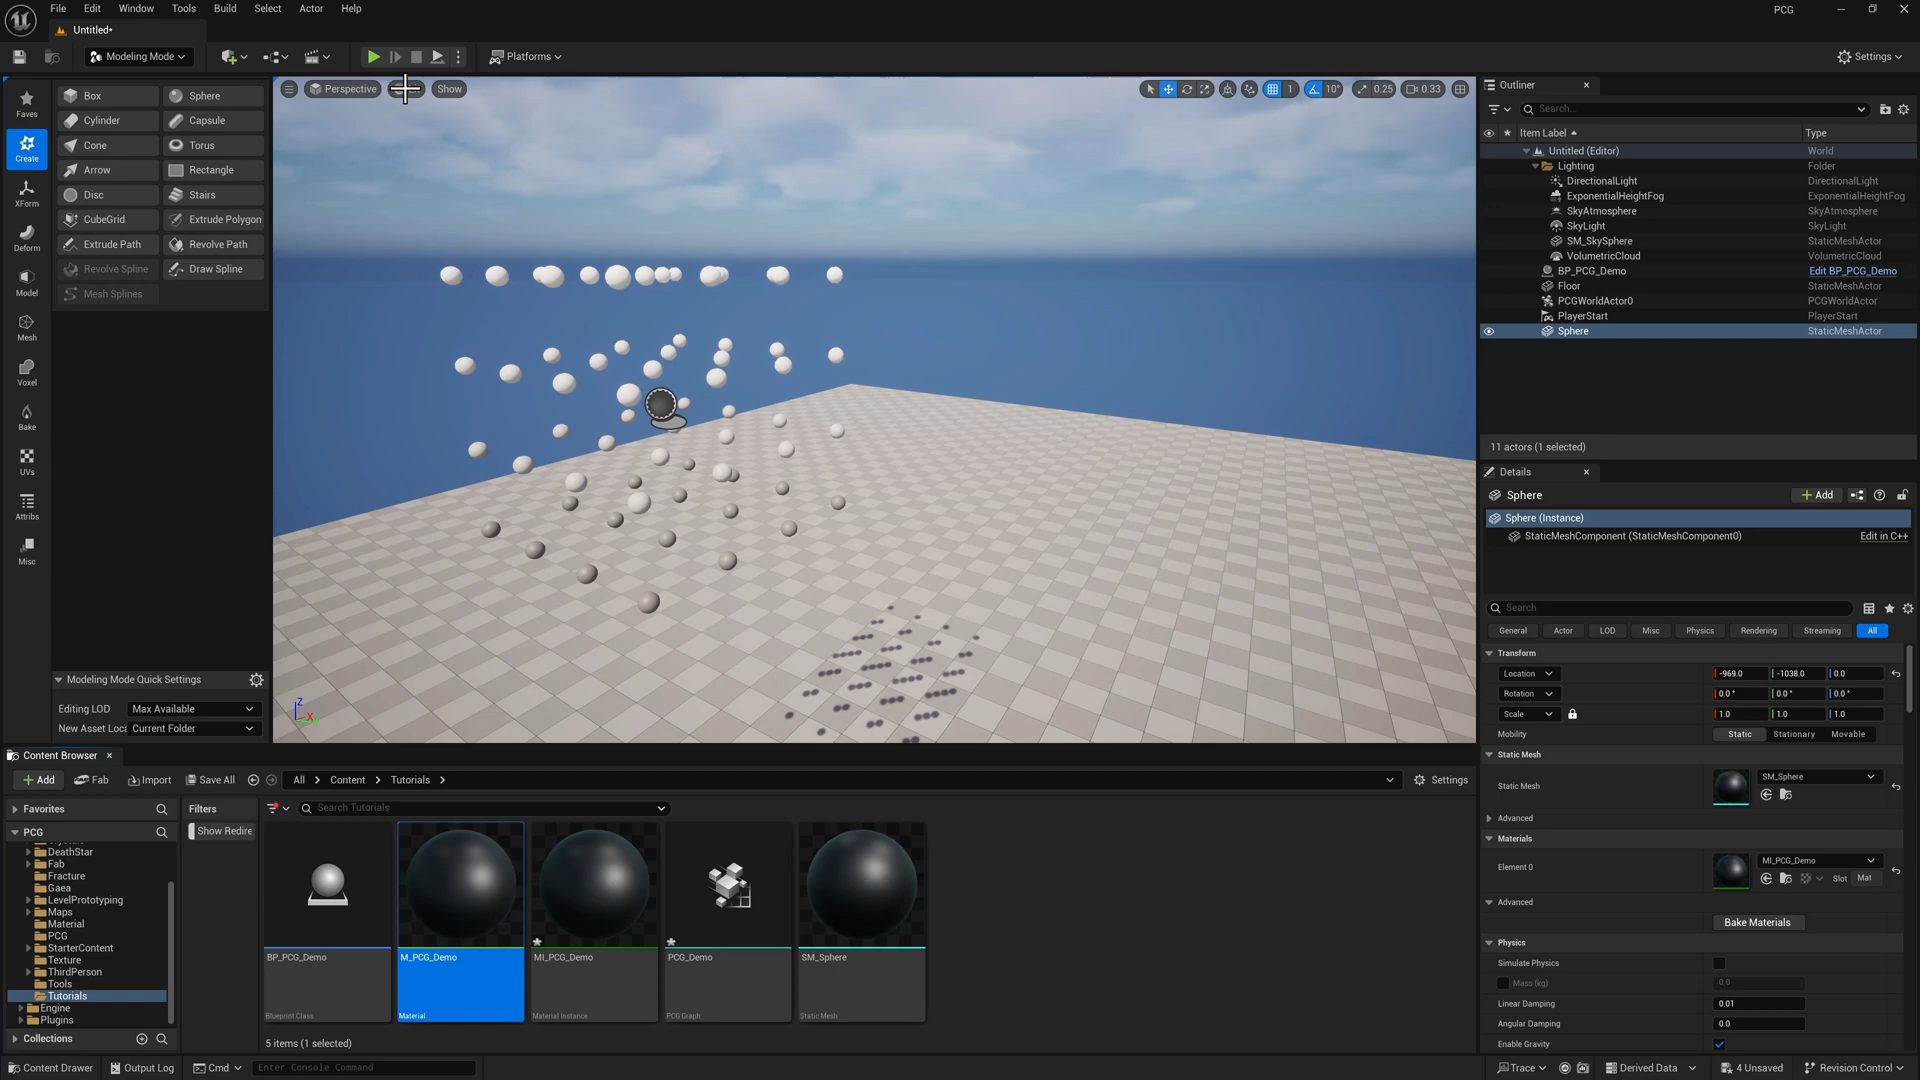 File Edit Window Tools Build Select Actor Help
PCG
Untitled*
Modeling Mode
Platforms
Settings
Faves
Create
XForm
Deform
Model
Mesh
Voxel
Bake
UVs
Attribs
Misc
Box Sphere
Cylinder Capsule
Cone Torus
Arrow Rectangle
Disc Stairs
CubeGrid Extrude Polygon
Extrude Path Revolve Path
Revolve Spline Draw Spline
Mesh Splines
Modeling Mode Quick Settings
Editing LOD Max Available
New Asset Loca Current Folder
Perspective Show
1 10° 0.25 0.33
Z
X
Outliner
Search...
Item Label Type
Untitled (Editor) World
Lighting Folder
DirectionalLight DirectionalLight
ExponentialHeightFog ExponentialHeightFog
SkyAtmosphere SkyAtmosphere
SkyLight SkyLight
SM_SkySphere StaticMeshActor
VolumetricCloud VolumetricCloud
BP_PCG_Demo Edit BP_PCG_Demo
Floor StaticMeshActor
PCGWorldActor0 PCGWorldActor
PlayerStart PlayerStart
Sphere StaticMeshActor
11 actors (1 selected)
Details
Sphere
Add
Sphere (Instance)
StaticMeshComponent (StaticMeshComponent0) Edit in C++
Search
General Actor LOD Misc Physics Rendering Streaming All
Transform
Location -969.0 -1038.0 0.0
Rotation 0.0 ° 0.0 ° 0.0 °
Scale 1.0 1.0 1.0
Mobility Static Stationary Movable
Static Mesh
Static Mesh SM_Sphere
Advanced
Materials
Element 0 MI_PCG_Demo
Slot Mat
Advanced
Bake Materials
Physics
Simulate Physics
Mass (kg) 0.0
Linear Damping 0.01
Angular Damping 0.0
Enable Gravity
Content Browser
Add Fab Import Save All All Content Tutorials Settings
Favorites
PCG
DeathStar
Fab
Fracture
Gaea
LevelPrototyping
Maps
Material
PCG
StarterContent
Texture
ThirdPerson
Tools
Tutorials
Engine
Plugins
Collections
Filters
Show Redire
Search Tutorials
BP_PCG_Demo
Blueprint Class
M_PCG_Demo
Material
MI_PCG_Demo
Material Instance
PCG_Demo
PCG Graph
SM_Sphere
Static Mesh
5 items (1 selected)
Content Drawer Output Log Cmd Enter Console Command
Trace Derived Data 4 Unsaved Revision Control